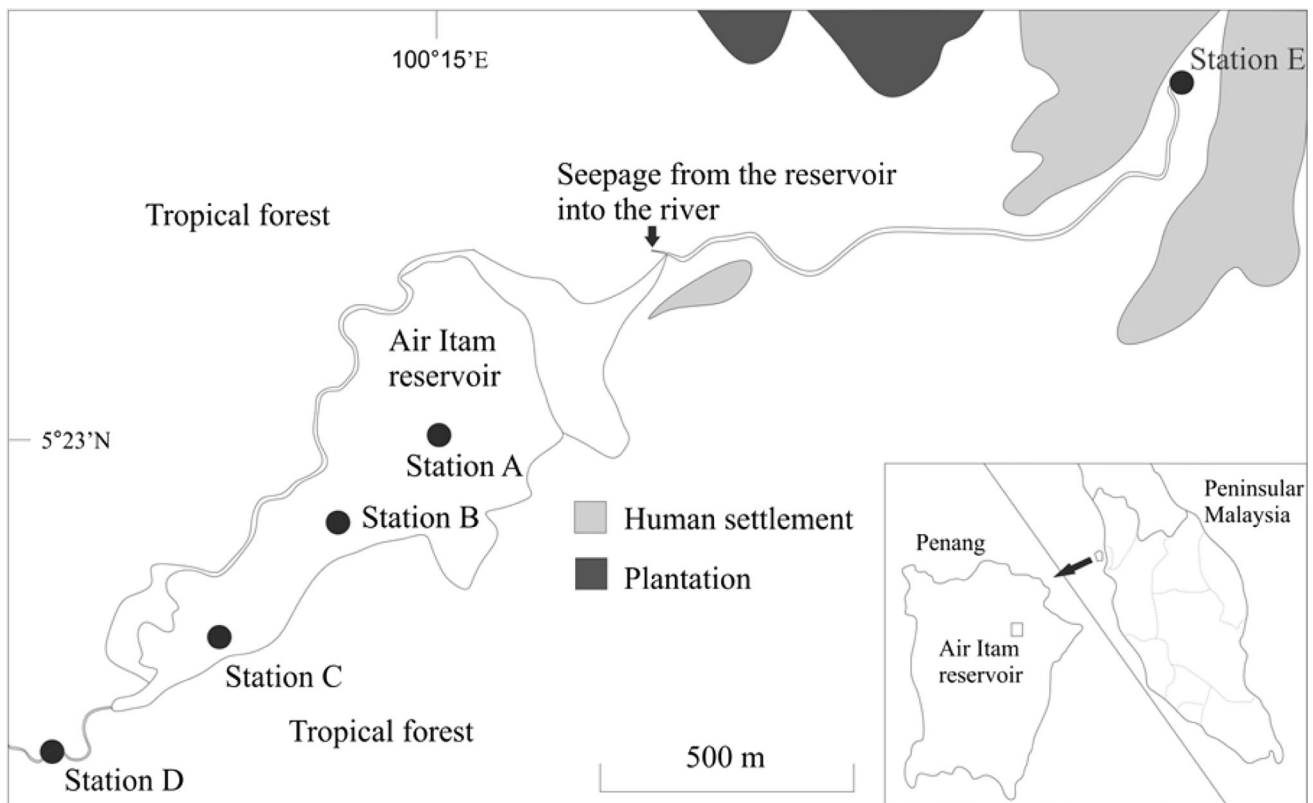 100°15’E
Station E
Seepage from the reservoir
into the river
Tropical forest
Air Itam
reservoir
5°23’N
Station A
Station B
Human settlement
Plantation
Station C
Tropical forest
Station D
500 m
Peninsular
Malaysia
Penang
Air Itam
reservoir